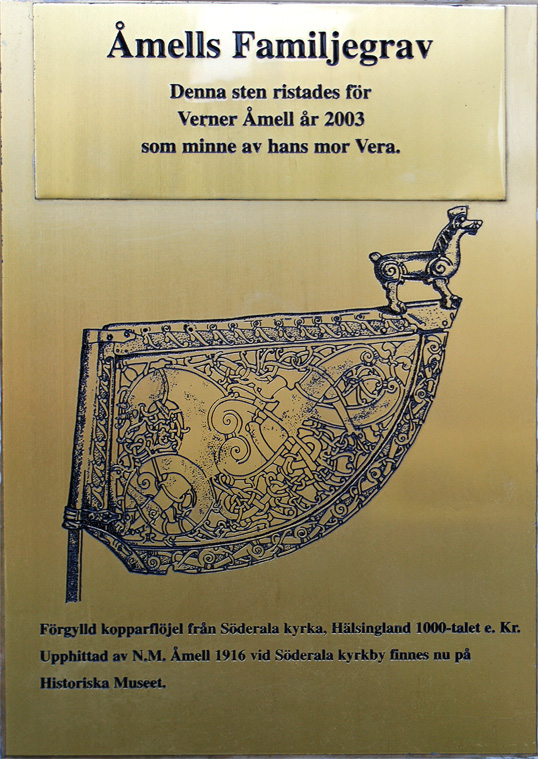 Åmells Familjegrav
Denna sten ristades för
Verner Åmell år 2003
som minne av hans mor Vera.
Förgylld kopparflöjel från Söderala kyrka, Hälsingland 1000-talet e. Kr.
Upphittad av N.M. Åmell 1916 vid Söderala kyrkby finnes nu på
Historiska Museet.